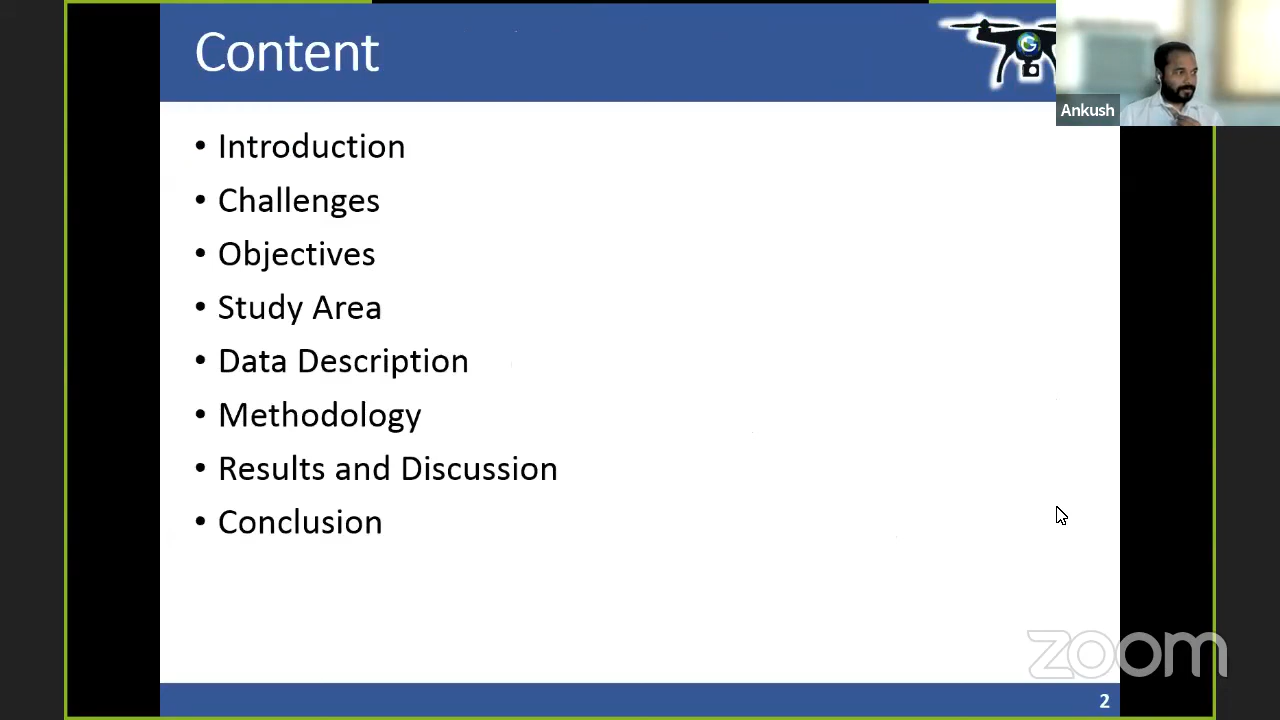 Content
Ankush
• Introduction
• Challenges
• Objectives
• Study Area
• Data Description
• Methodology
• Results and Discussion
• Conclusion
zoom
2